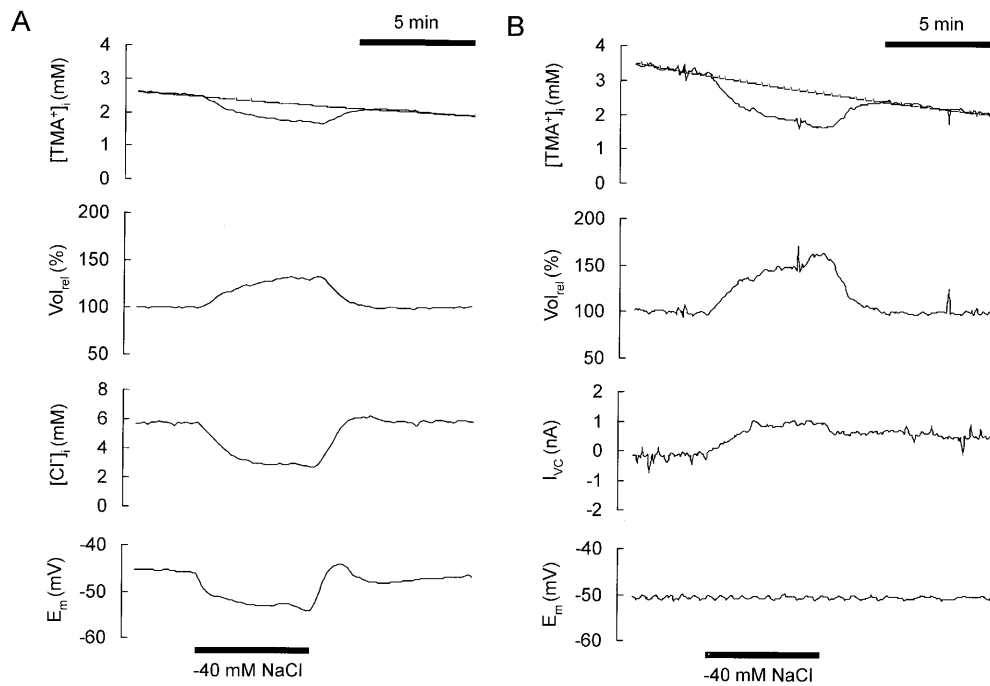 A
5 min
[TMA⁺]ᵢ (mM)
4
3
2
1
0
Volrel (%)
200
150
100
50
[Cl⁻]ᵢ (mM)
8
6
4
2
0
Em (mV)
-40
-50
-60
-40 mM NaCl
B
5 min
[TMA⁺]ᵢ (mM)
4
3
2
1
0
Volrel (%)
200
150
100
50
IVC (nA)
2
1
0
-1
-2
Em (mV)
-40
-50
-60
-40 mM NaCl